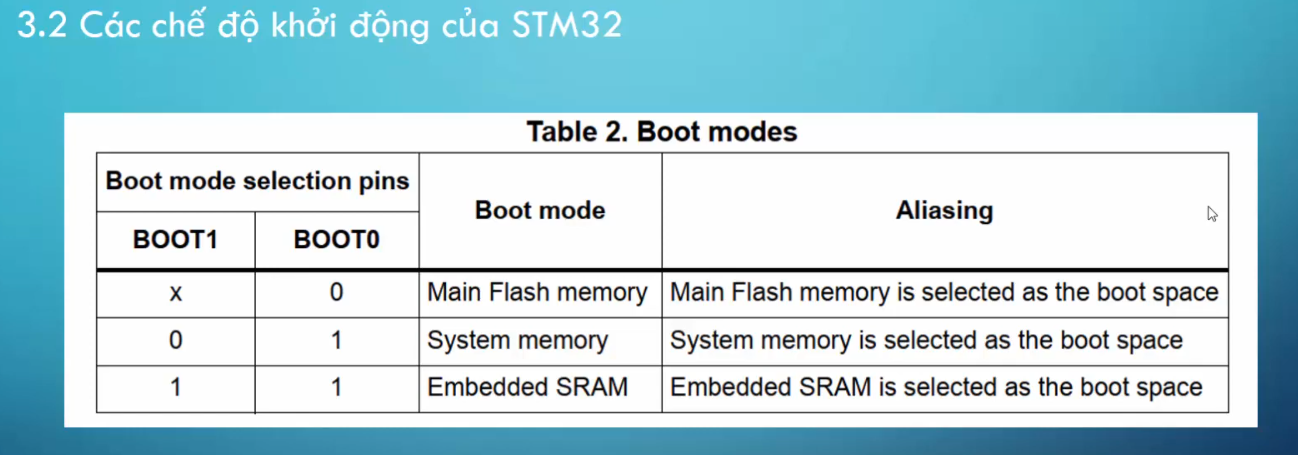 3.2 Các chế độ khởi động của STM32
Table 2. Boot modes
Boot mode selection pins
Boot mode
Aliasing
BOOT1 BOOT0
x 0 Main Flash memory Main Flash memory is selected as the boot space
0 1 System memory System memory is selected as the boot space
1 1 Embedded SRAM Embedded SRAM is selected as the boot space